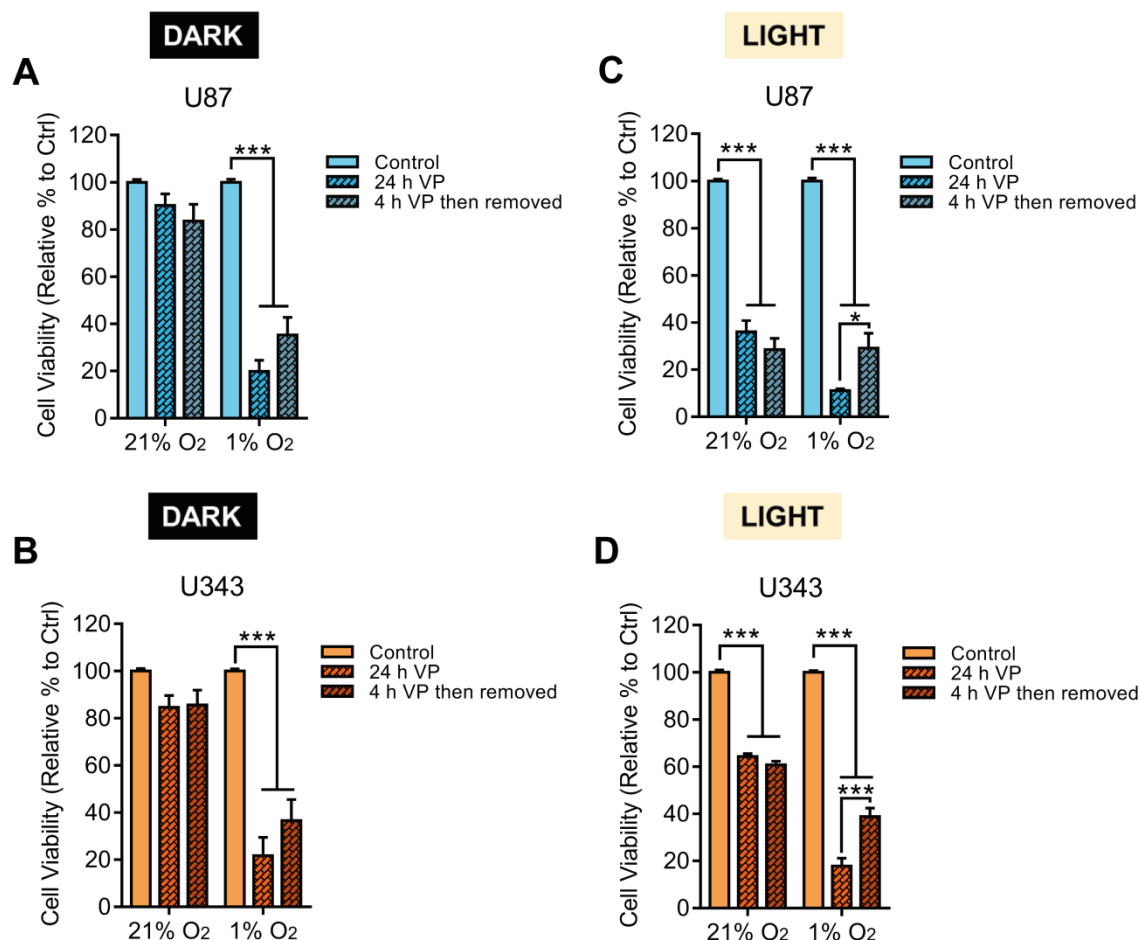 DARK
A
U87
Cell Viability (Relative % to Ctrl)
120
100
80
60
40
20
0
***
21% O2
1% O2
Control
24 h VP
4 h VP then removed
LIGHT
C
U87
Cell Viability (Relative % to Ctrl)
120
100
80
60
40
20
0
***
***
*
21% O2
1% O2
Control
24 h VP
4 h VP then removed
DARK
B
U343
Cell Viability (Relative % to Ctrl)
120
100
80
60
40
20
0
***
21% O2
1% O2
Control
24 h VP
4 h VP then removed
LIGHT
D
U343
Cell Viability (Relative % to Ctrl)
120
100
80
60
40
20
0
***
***
***
21% O2
1% O2
Control
24 h VP
4 h VP then removed